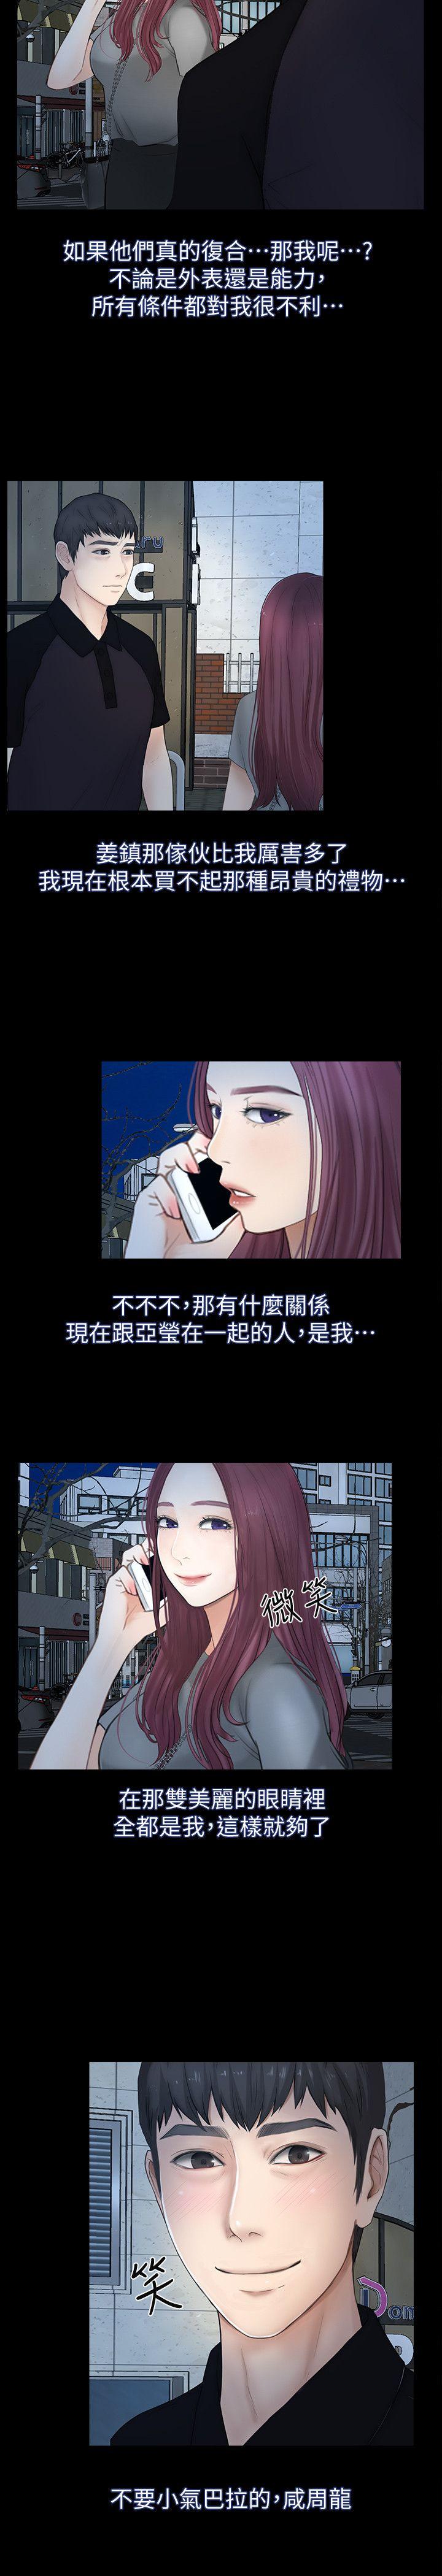 如果他們真的復合…那我呢…?
不論是外表還是能力,
所有條件都對我很不利…
aru
C
姜鎮那傢伙比我厲害多了
我現在根本買不起那種昂貴的禮物…
不不不,那有什麼關係
現在跟亞瑩在一起的人,是我…
微笑
在那雙美麗的眼睛裡
全都是我,這樣就夠了
笑
Dom
不要小氣巴拉的,咸周龍